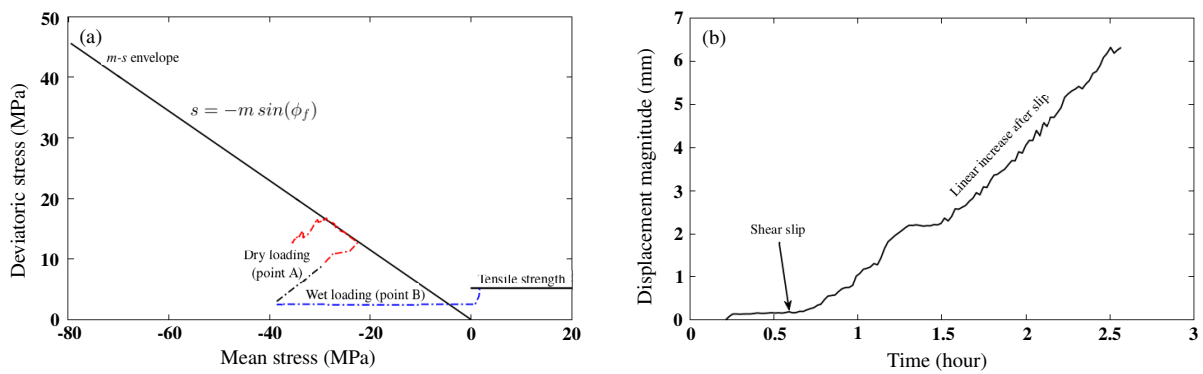 (a)
50
40
30
20
10
0
Deviatoric stress (MPa)
m-s envelope
s = −m sin(ϕ_f)
Dry loading
(point A)
Wet loading (point B)
Tensile strength
-80
-60
-40
-20
0
20
Mean stress (MPa)
(b)
7
6
5
4
3
2
1
0
Displacement magnitude (mm)
Linear increase after slip
Shear slip
0
0.5
1
1.5
2
2.5
3
Time (hour)